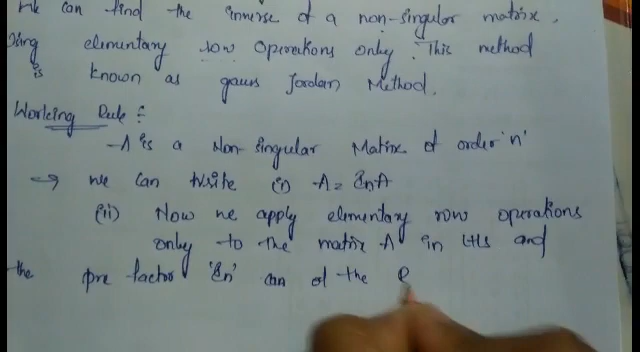 We can find the inverse of a non-singular matrix.
Using elementary row operations only. This method
is known as gauss Jordan Method.
Working Rule:
A is a Non-singular Matrix of order 'n'
→ we can write (i) A = InA
(ii) Now we apply elementary row operations
only to the matrix A in LHS and
the pre factor 'In' can of the R